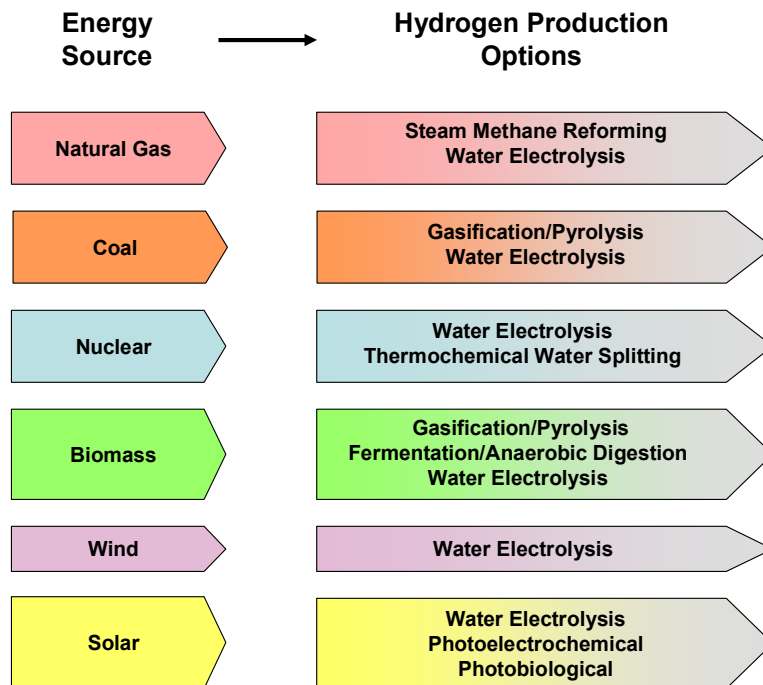 Energy
Source
Hydrogen Production
Options
Natural Gas
Steam Methane Reforming
Water Electrolysis
Coal
Gasification/Pyrolysis
Water Electrolysis
Nuclear
Water Electrolysis
Thermochemical Water Splitting
Biomass
Gasification/Pyrolysis
Fermentation/Anaerobic Digestion
Water Electrolysis
Wind
Water Electrolysis
Solar
Water Electrolysis
Photoelectrochemical
Photobiological